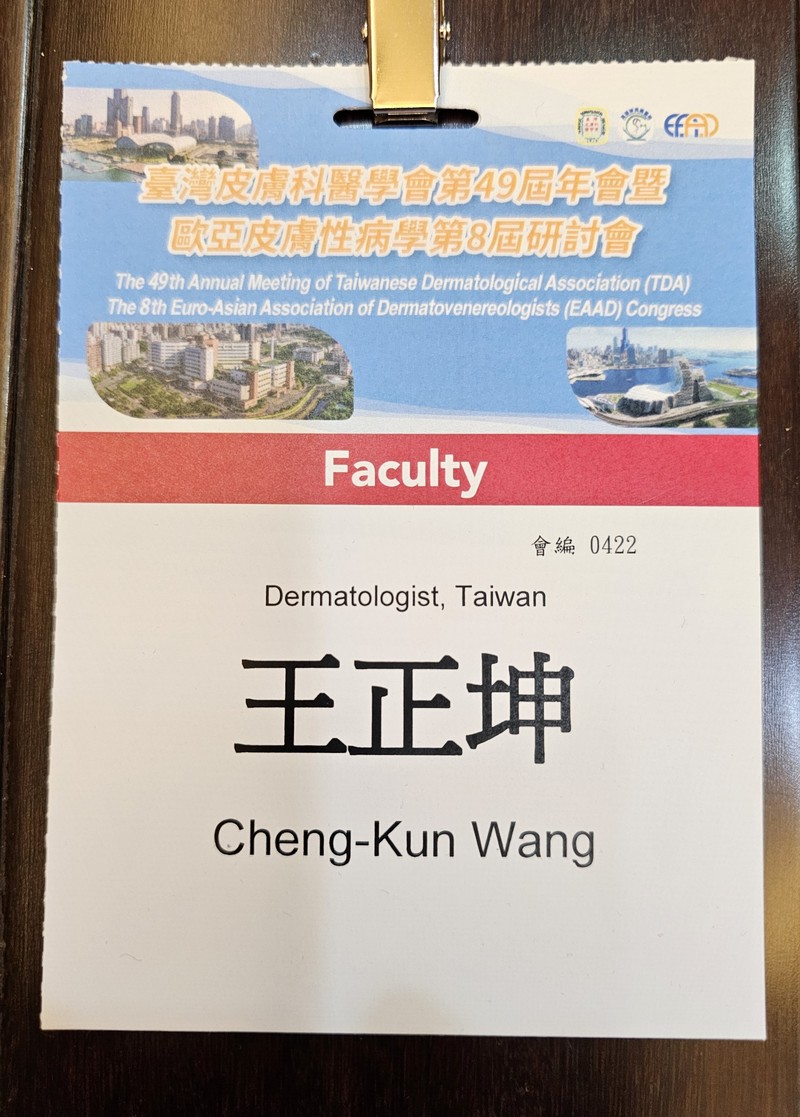 EADV
臺灣皮膚科醫學會第49屆年會暨
歐亞皮膚性病學第8屆研討會
The 49th Annual Meeting of Taiwanese Dermatological Association (TDA)
The 8th Euro-Asian Association of Dermatovenereologists (EAAD) Congress
Faculty
會編 0422
Dermatologist, Taiwan
王正坤
Cheng-Kun Wang